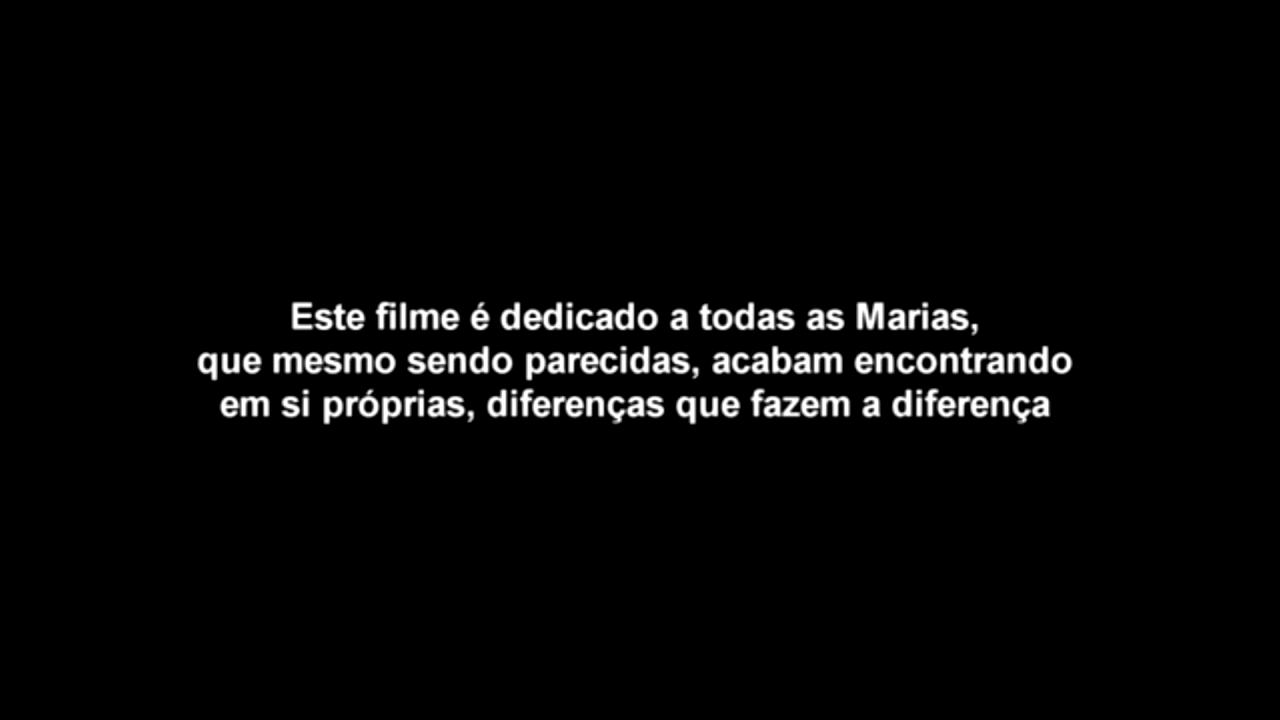 Este filme é dedicado a todas as Marias,
que mesmo sendo parecidas, acabam encontrando
em si próprias, diferenças que fazem a diferença